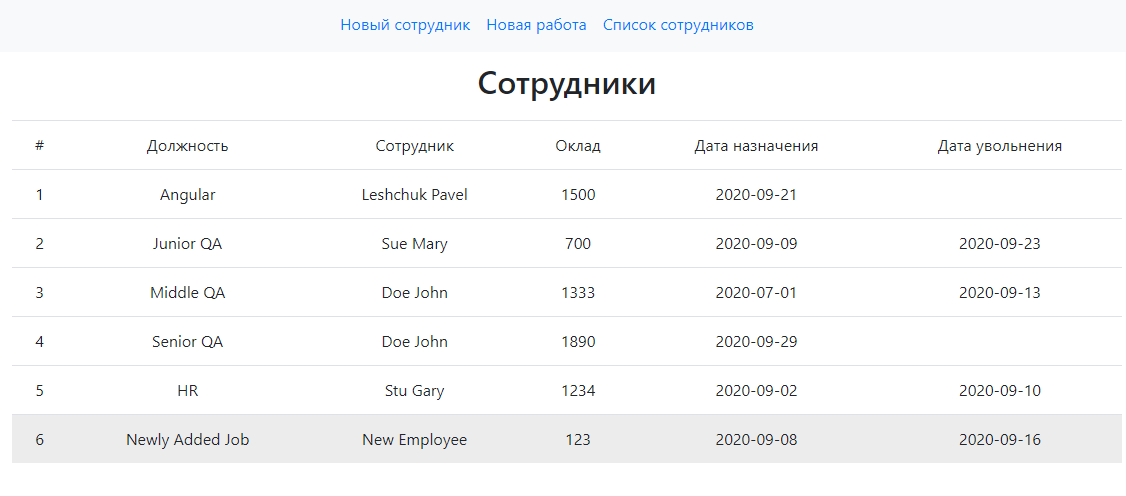 Новый сотрудник Новая работа Список сотрудников
Сотрудники
# Должность Сотрудник Оклад Дата назначения Дата увольнения
1 Angular Leshchuk Pavel 1500 2020-09-21
2 Junior QA Sue Mary 700 2020-09-09 2020-09-23
3 Middle QA Doe John 1333 2020-07-01 2020-09-13
4 Senior QA Doe John 1890 2020-09-29
5 HR Stu Gary 1234 2020-09-02 2020-09-10
6 Newly Added Job New Employee 123 2020-09-08 2020-09-16